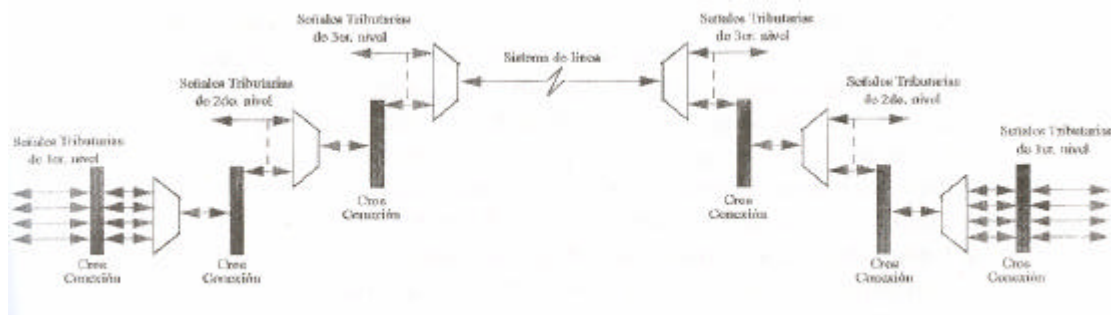 Señales Tributarias
de 3er. nivel
Señales Tributarias
de 3er. nivel
Sistema de línea
Señales Tributarias
de 2do. nivel
Señales Tributarias
de 2do. nivel
Señales Tributarias
de 1er. nivel
Señales Tributarias
de 1er. nivel
Cros
Conexión
Cros
Conexión
Cros
Conexión
Cros
Conexión
Cros
Conexión
Cros
Conexión